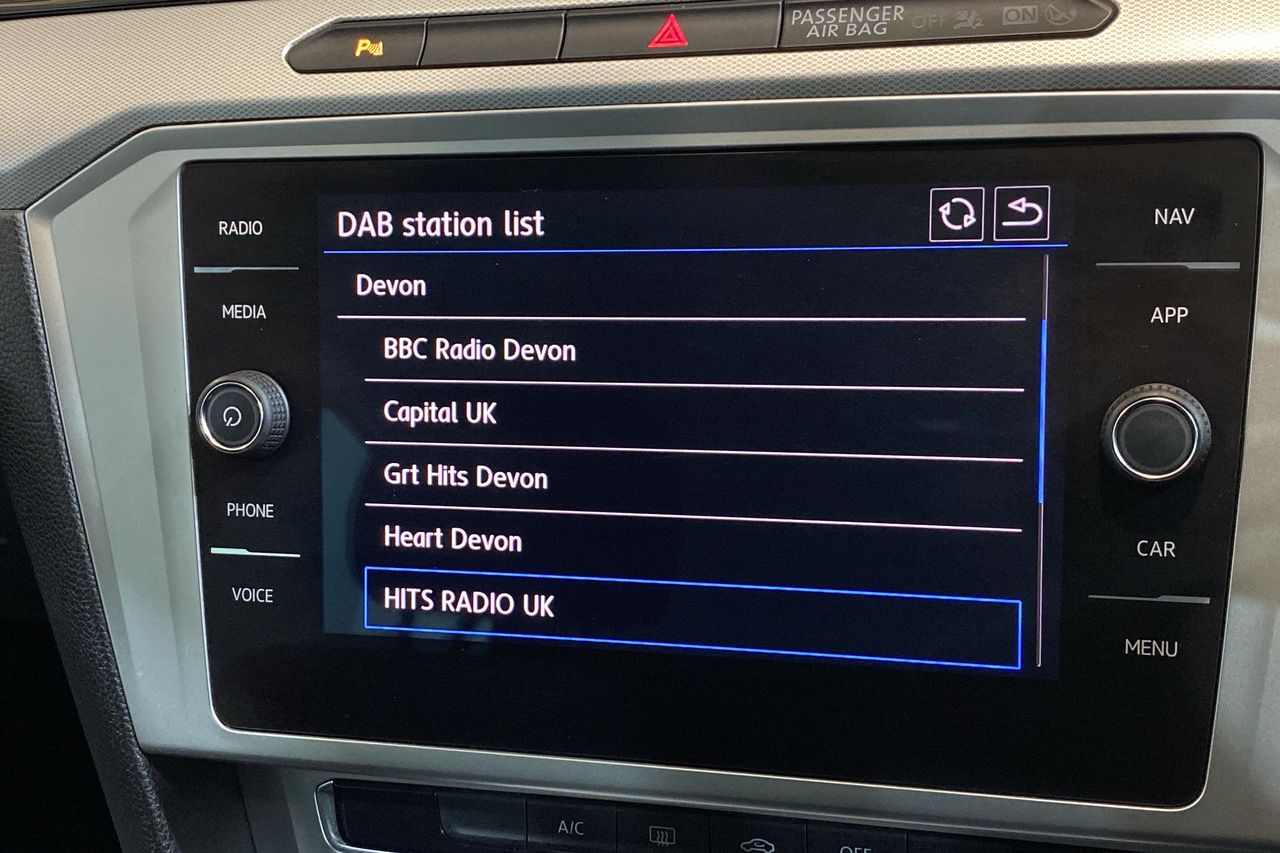 P
PASSENGER
AIR BAG
OFF
ON
DAB station list
RADIO
MEDIA
PHONE
VOICE
Devon
BBC Radio Devon
Capital UK
Grt Hits Devon
Heart Devon
HITS RADIO UK
NAV
APP
CAR
MENU
A/C
OFF